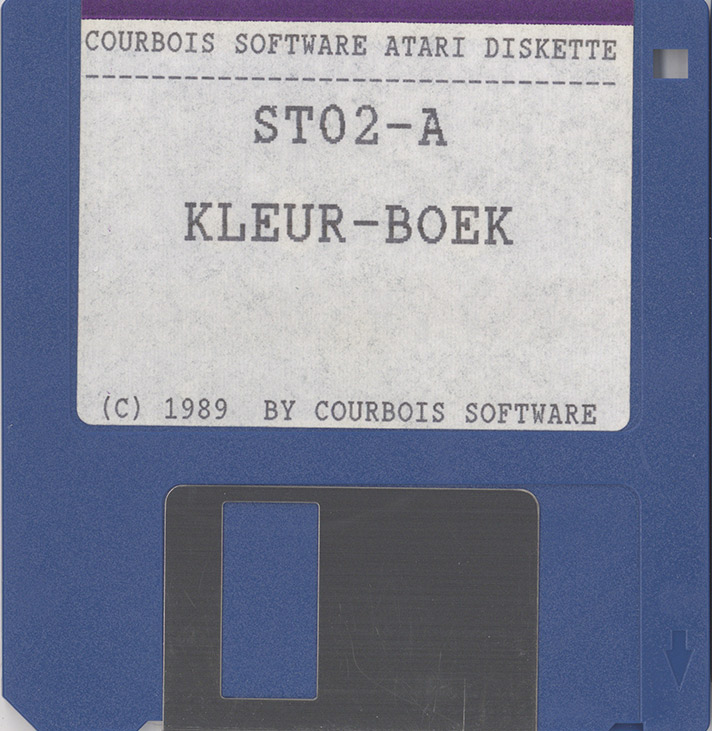 COURBOIS SOFTWARE ATARI DISKETTE
--------------------------------
ST02-A
KLEUR-BOEK
(C) 1989 BY COURBOIS SOFTWARE